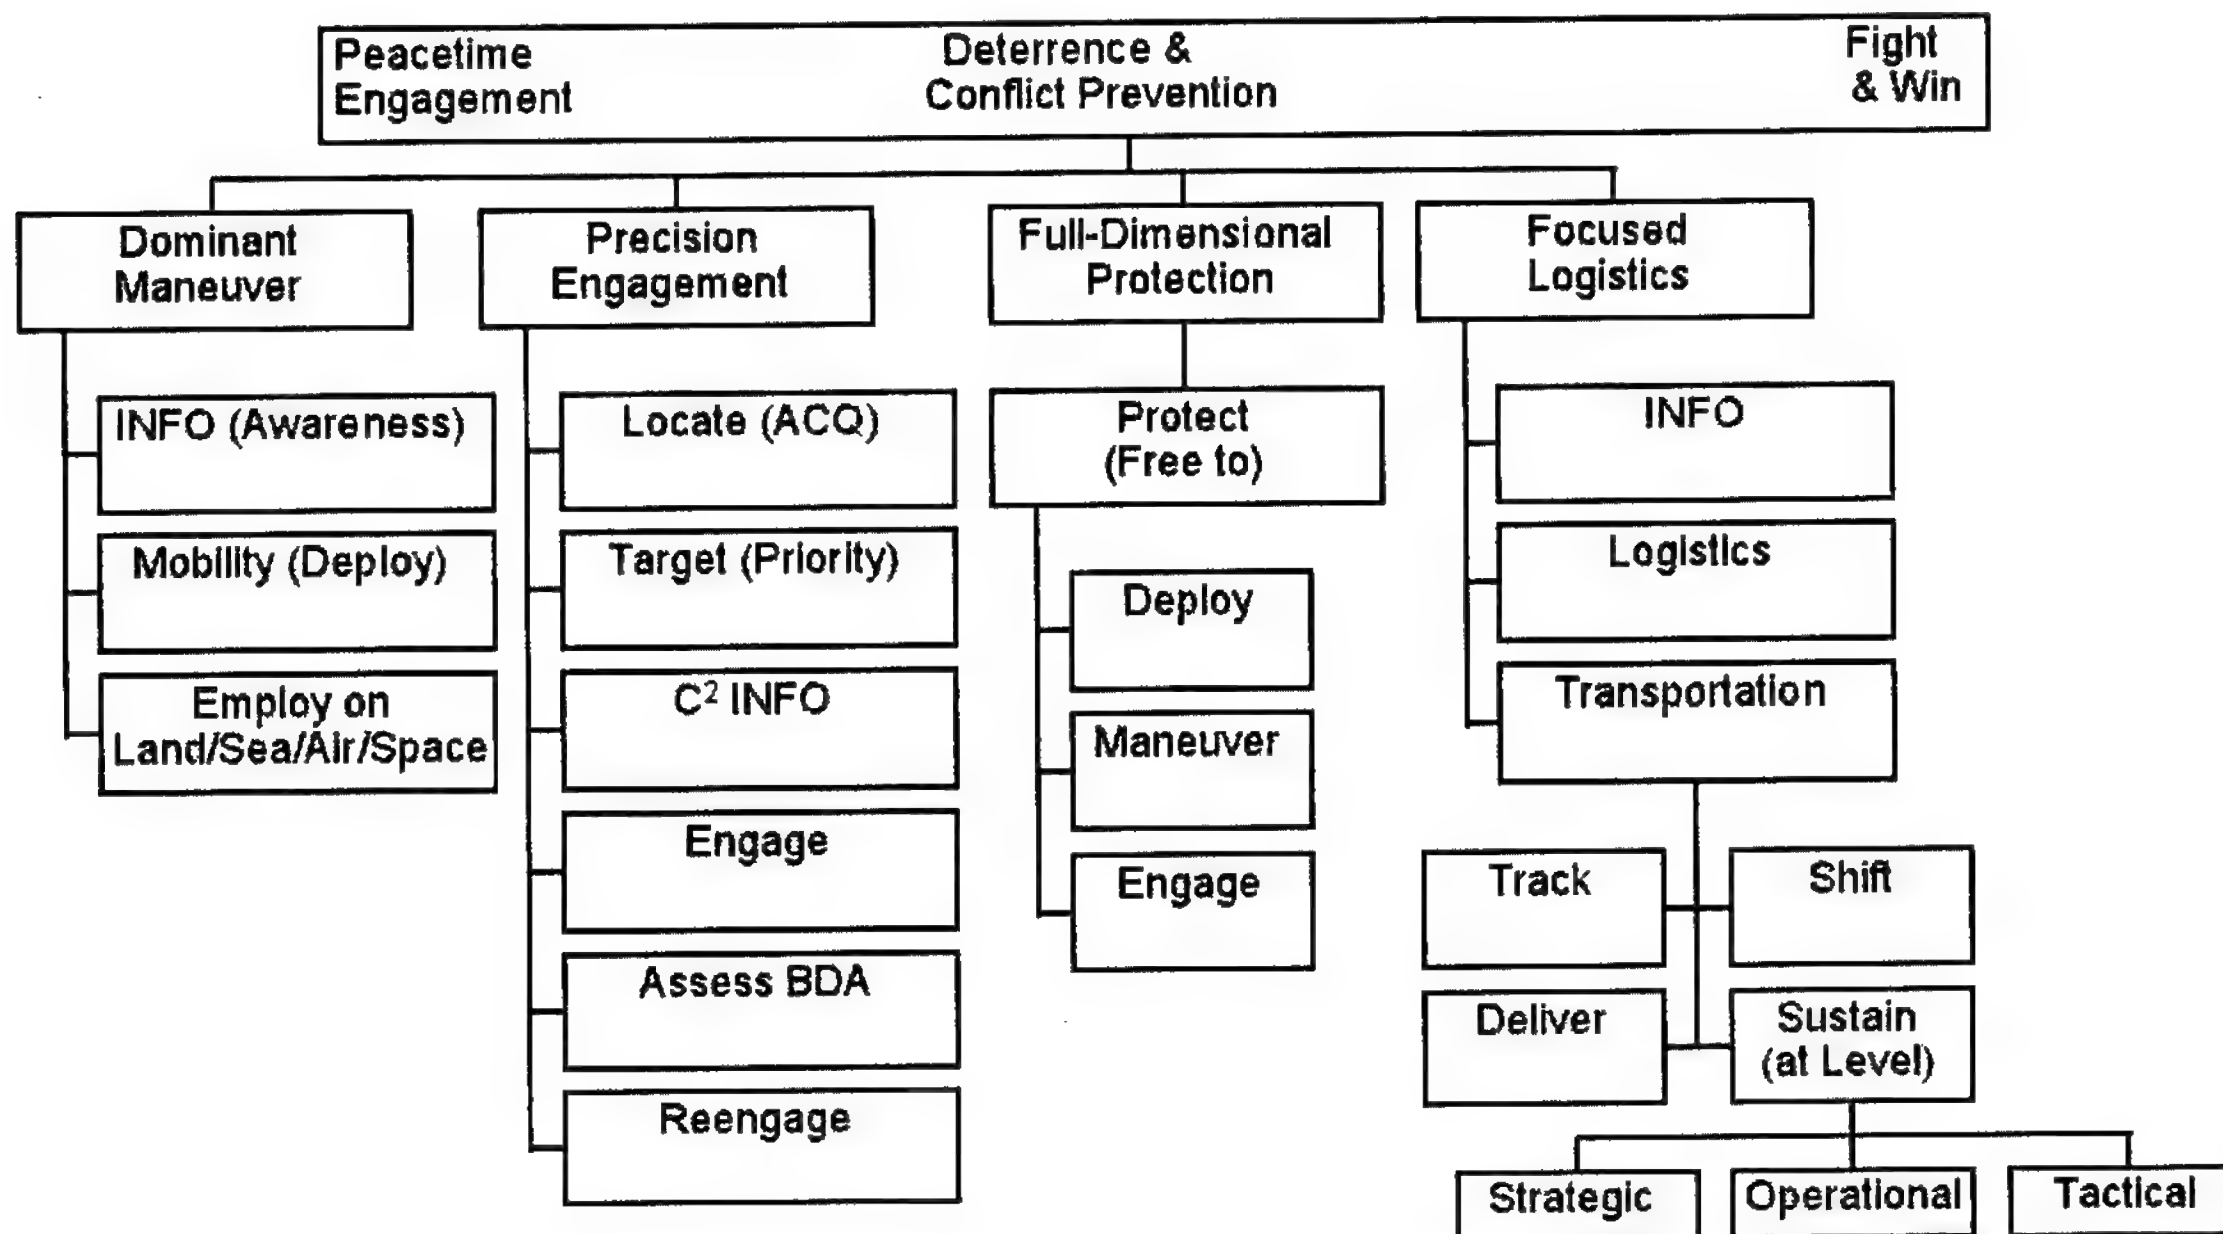 Peacetime
Engagement
Deterrence &
Conflict Prevention
Fight
& Win
Dominant
Maneuver
Precision
Engagement
Full-Dimensional
Protection
Focused
Logistics
INFO (Awareness)
Mobility (Deploy)
Employ on
Land/Sea/Air/Space
Locate (ACQ)
Target (Priority)
C² INFO
Engage
Assess BDA
Reengage
Protect
(Free to)
Deploy
Maneuver
Engage
INFO
Logistics
Transportation
Track
Shift
Deliver
Sustain
(at Level)
Strategic
Operational
Tactical